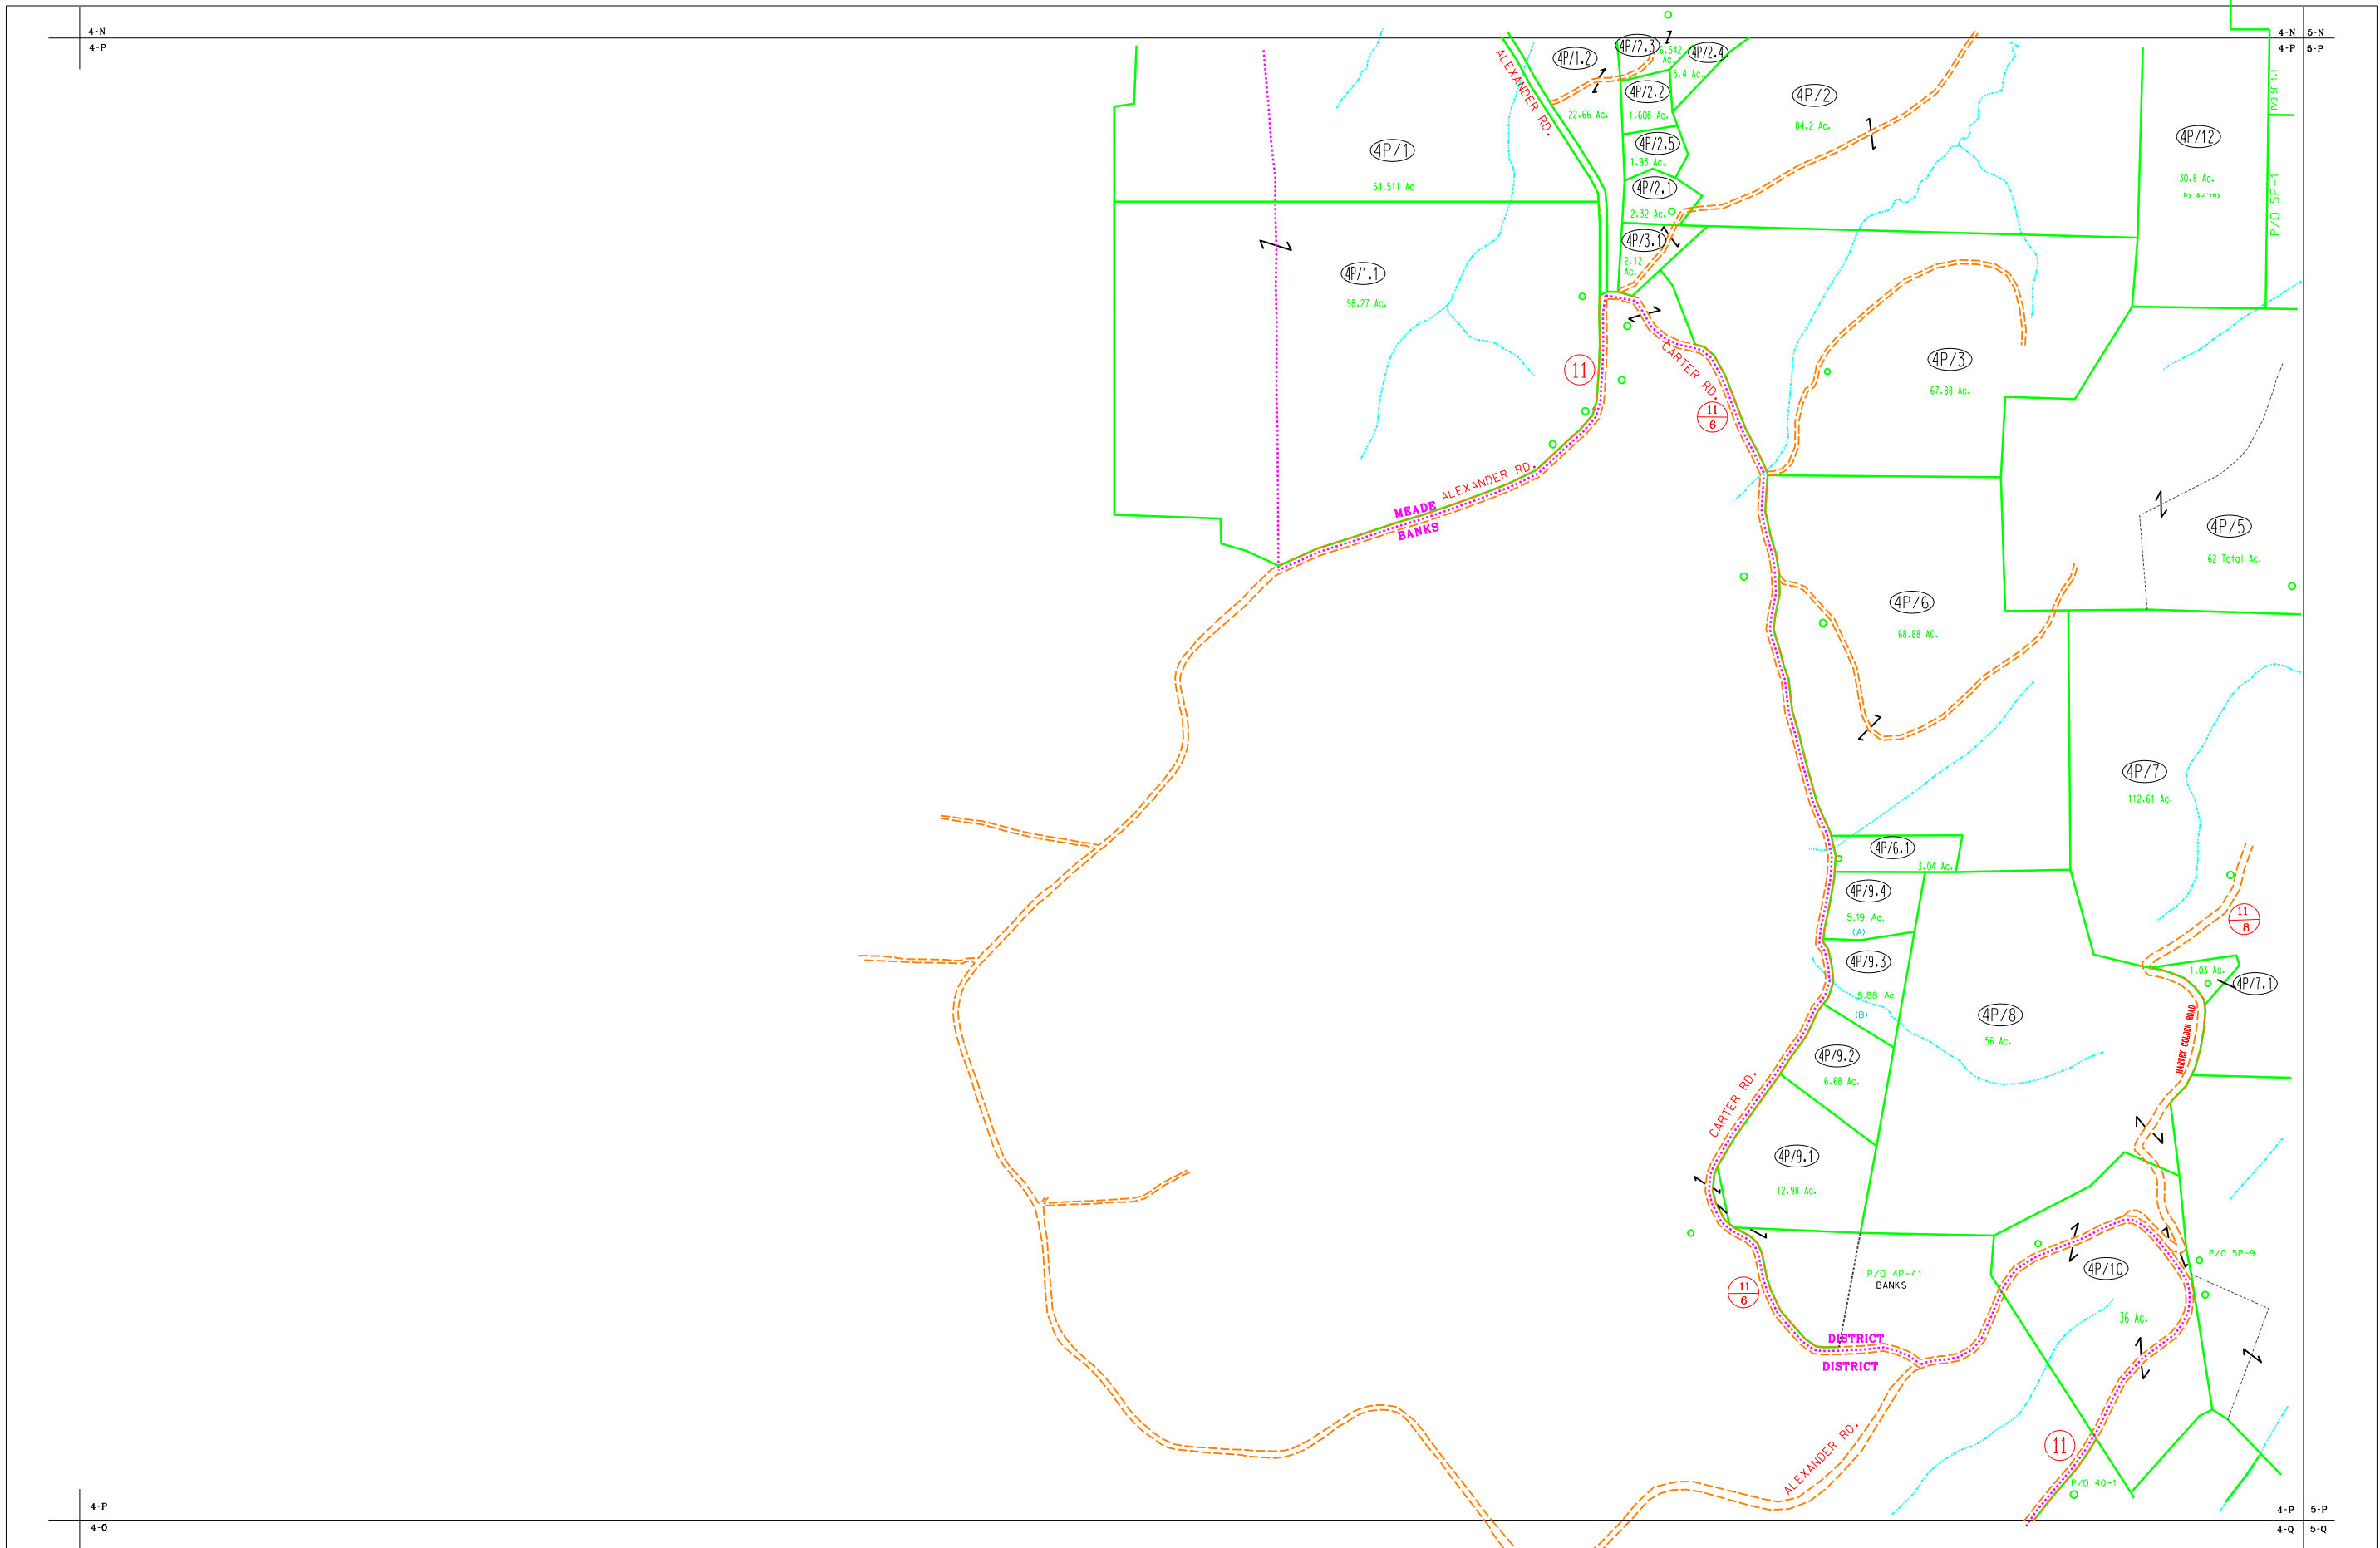 4-N
4-P
4-N 5-N
4-P 5-P
ALEXANDER RD.
4P/1.2
22.66 Ac.
4P/2.3
6.542
Ac.
4P/2.4
5.4 Ac.
4P/2.2
1.608 Ac.
4P/2.5
1.93 Ac.
4P/2.1
2.32 Ac.
4P/3.1
2.12
Ac.
4P/2
84.2 Ac.
4P/12
30.8 Ac.
by survey
P/O 5P 1.1
P/O 5P-1
4P/1
54.511 Ac
4P/1.1
98.27 Ac.
11
CARTER RD.
11
6
4P/3
67.88 Ac.
MEADE
ALEXANDER RD.
BANKS
4P/5
62 Total Ac.
4P/6
68.88 AC.
4P/7
112.61 Ac.
4P/6.1
3.04 Ac.
4P/9.4
5.19 Ac.
(A)
4P/9.3
5.88 Ac.
(B)
11
8
1.03 Ac.
4P/7.1
4P/8
56 Ac.
HARVEY COLDEN ROAD
4P/9.2
6.68 Ac.
CARTER RD.
4P/9.1
12.98 Ac.
P/O 5P-9
4P/10
36 Ac.
P/O 4P-41
BANKS
11
6
DISTRICT
DISTRICT
ALEXANDER RD.
11
P/O 4Q-1
4-P
4-Q
4-P 5-P
4-Q 5-Q